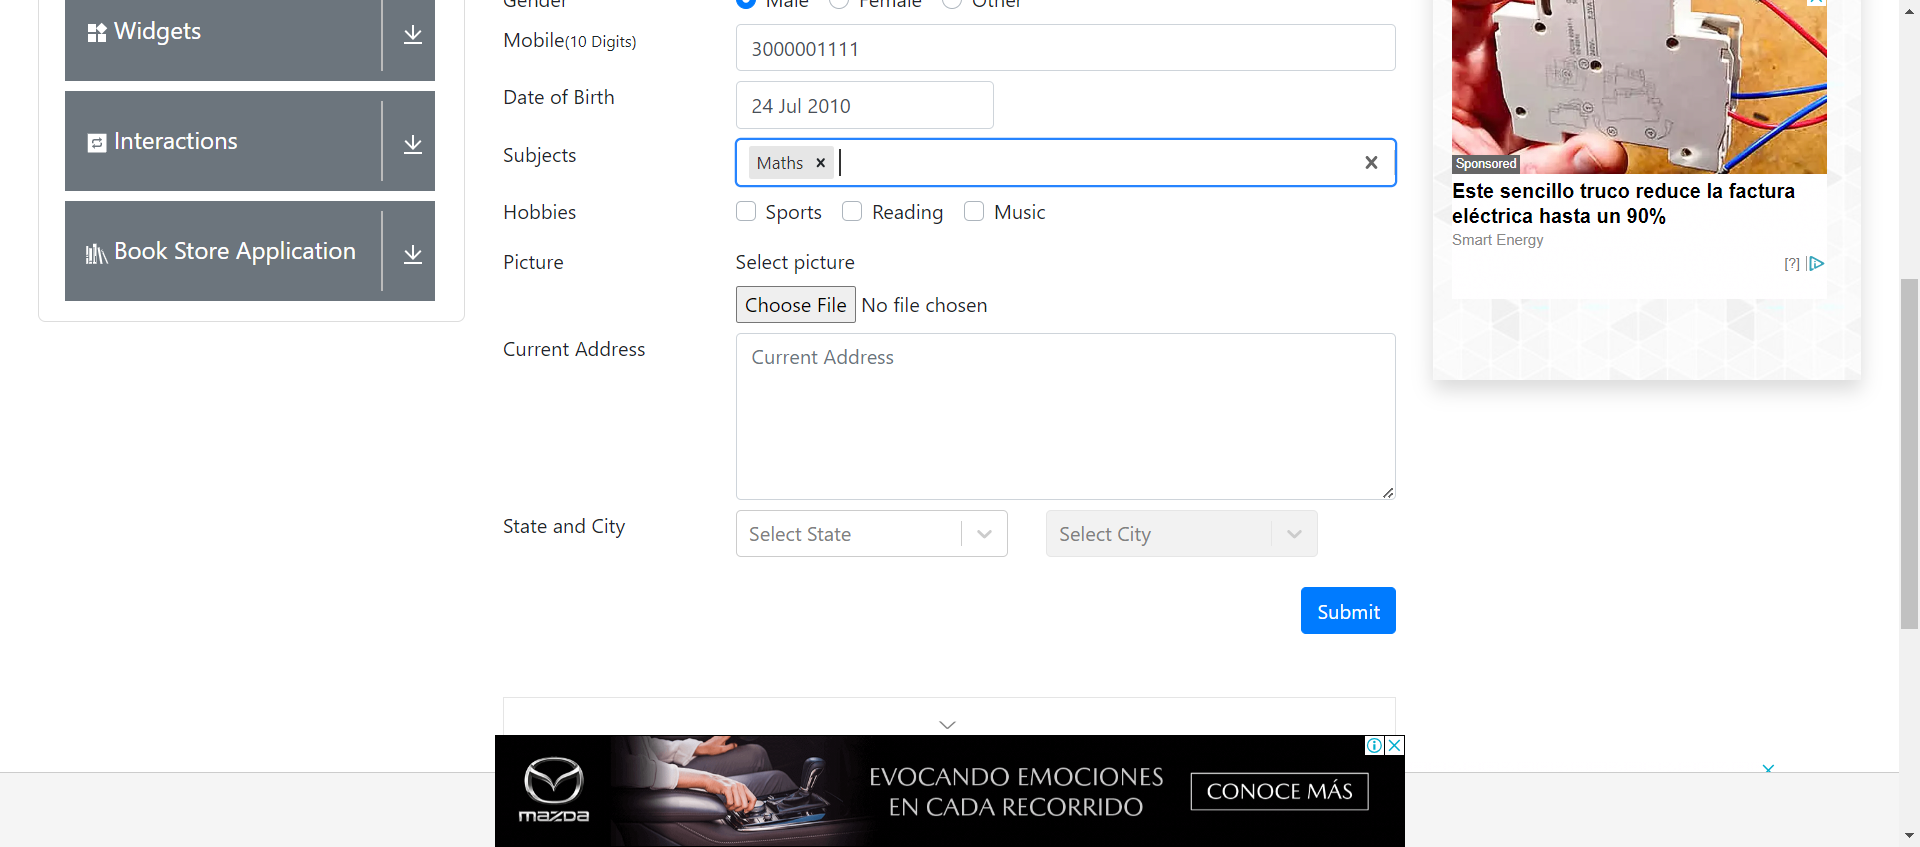 Gender
Male
Female
Other
Widgets
Mobile(10 Digits)
3000001111
Date of Birth
24 Jul 2010
Interactions
Subjects
Maths
Hobbies
Sports
Reading
Music
Book Store Application
Picture
Select picture
Choose File
No file chosen
Current Address
Current Address
State and City
Select State
Select City
Submit
Sponsored
Este sencillo truco reduce la factura
eléctrica hasta un 90%
Smart Energy
[?]
mazda
EVOCANDO EMOCIONES
EN CADA RECORRIDO
CONOCE MÁS